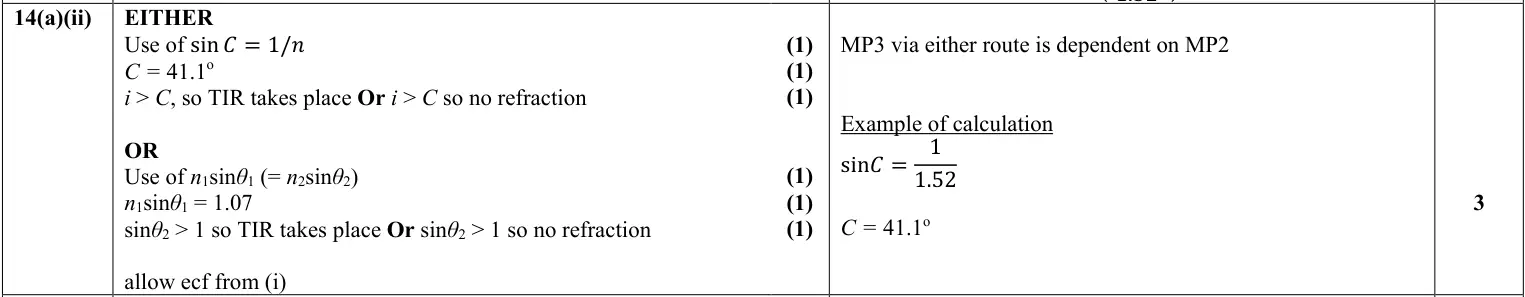 14(a)(ii)
EITHER
Use of sin 𝐶 = 1/𝑛 (1)
C = 41.1º (1)
i > C, so TIR takes place Or i > C so no refraction (1)
OR
Use of n₁sinθ₁ (= n₂sinθ₂) (1)
n₁sinθ₁ = 1.07 (1)
sinθ₂ > 1 so TIR takes place Or sinθ₂ > 1 so no refraction (1)
allow ecf from (i)
MP3 via either route is dependent on MP2
Example of calculation
sin𝐶 = 1/1.52
C = 41.1º
3